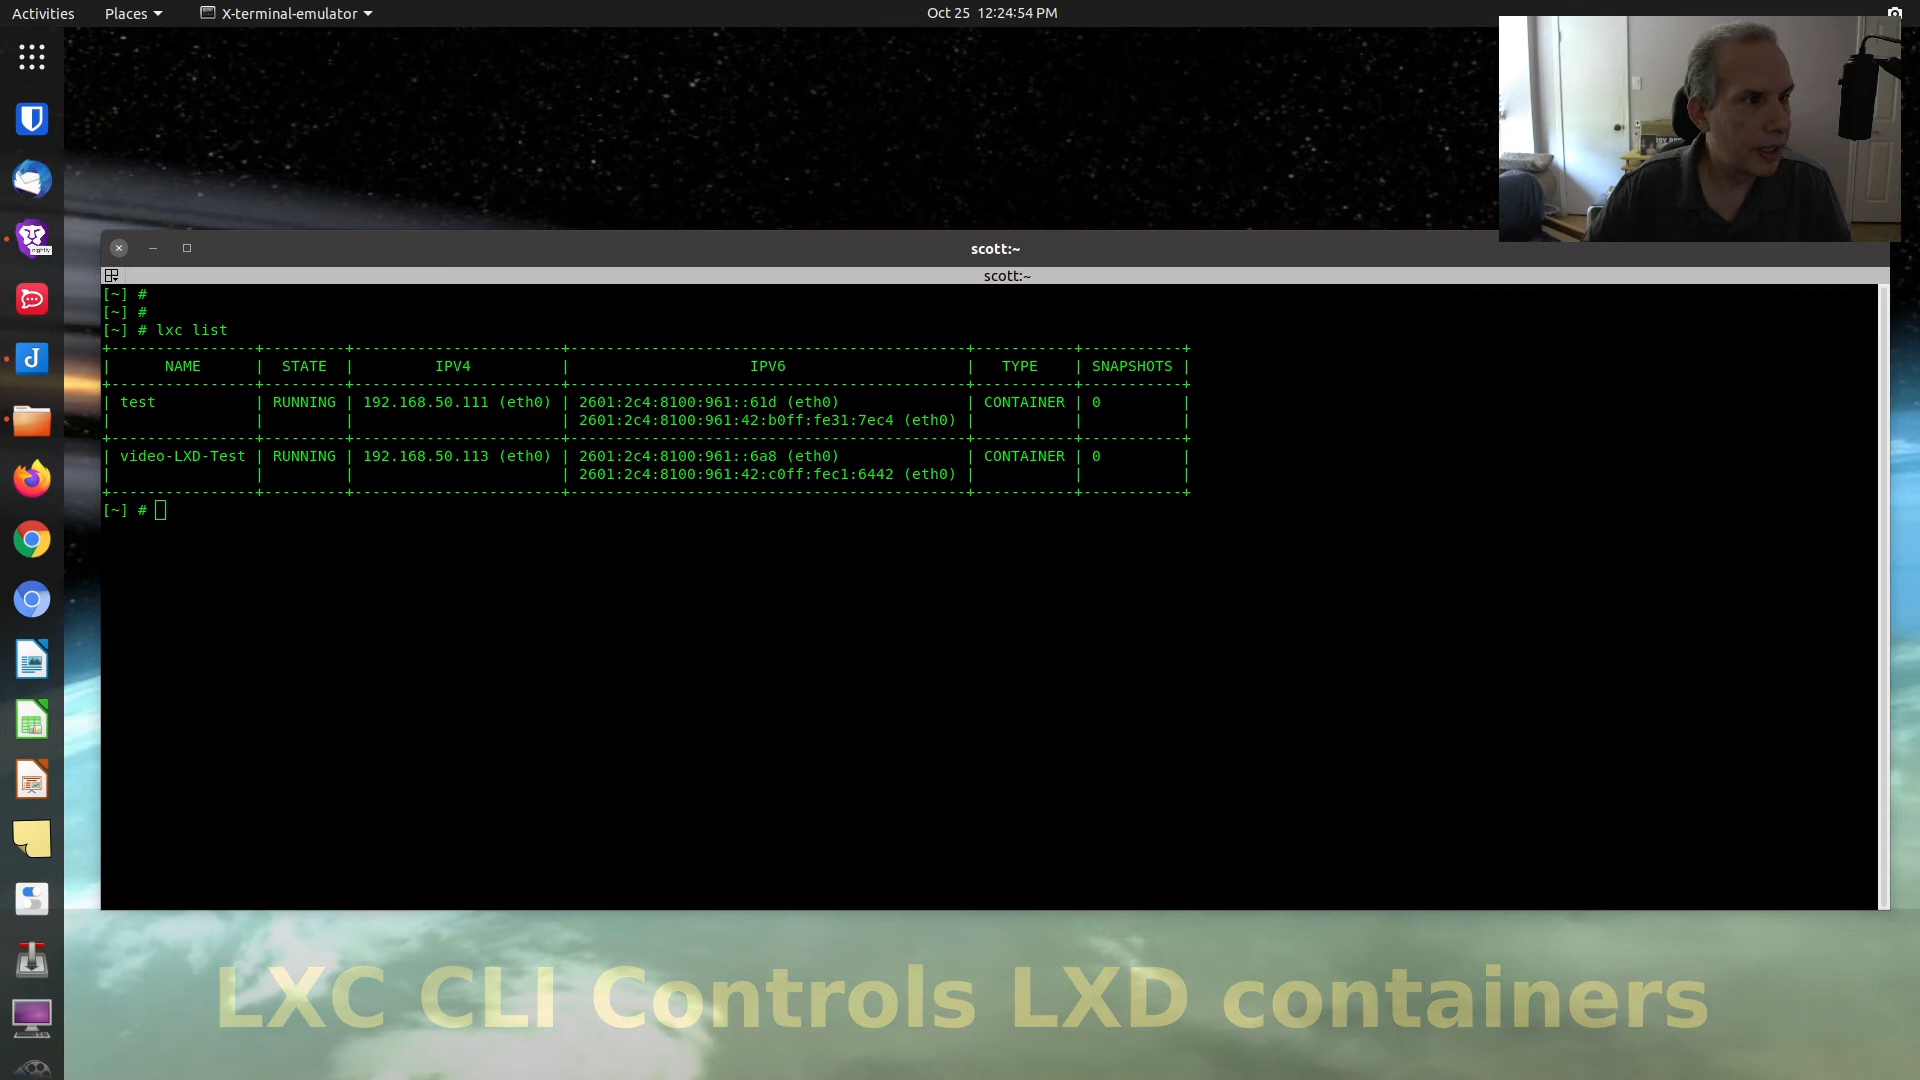 Activities Places X-terminal-emulator Oct 25 12:24:54 PM
scott:~
scott:~
[~] #
[~] #
[~] # lxc list
+----------------+---------+-----------------------+--------------------------------------------+-----------+-----------+
| NAME | STATE | IPV4 | IPV6 | TYPE | SNAPSHOTS |
+----------------+---------+-----------------------+--------------------------------------------+-----------+-----------+
| test | RUNNING | 192.168.50.111 (eth0) | 2601:2c4:8100:961::61d (eth0) | CONTAINER | 0 |
| | | | 2601:2c4:8100:961:42:b0ff:fe31:7ec4 (eth0) | | |
+----------------+---------+-----------------------+--------------------------------------------+-----------+-----------+
| video-LXD-Test | RUNNING | 192.168.50.113 (eth0) | 2601:2c4:8100:961::6a8 (eth0) | CONTAINER | 0 |
| | | | 2601:2c4:8100:961:42:c0ff:fec1:6442 (eth0) | | |
+----------------+---------+-----------------------+--------------------------------------------+-----------+-----------+
[~] #
nightly
LXC CLI Controls LXD containers